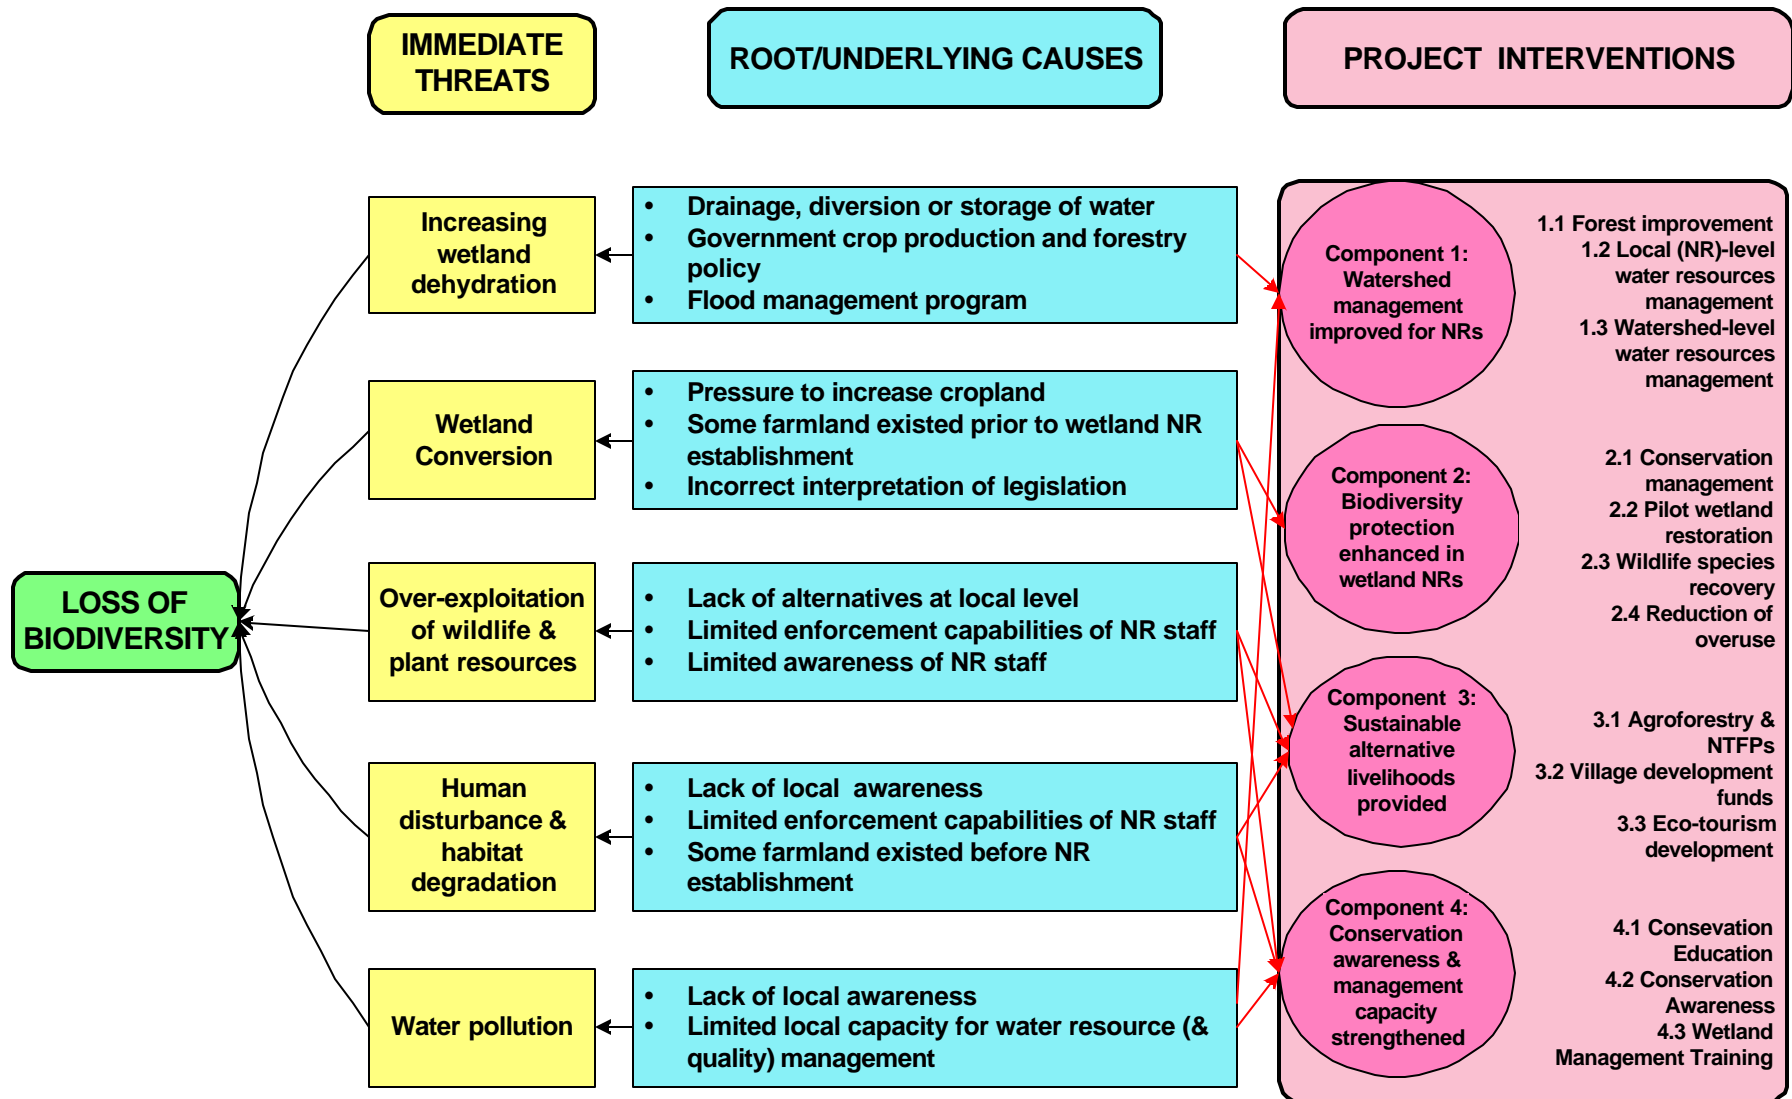 IMMEDIATE
THREATS
ROOT/UNDERLYING CAUSES
PROJECT INTERVENTIONS
LOSS OF
BIODIVERSITY
Increasing
wetland
dehydration
• Drainage, diversion or storage of water
• Government crop production and forestry
policy
• Flood management program
Wetland
Conversion
• Pressure to increase cropland
• Some farmland existed prior to wetland NR
establishment
• Incorrect interpretation of legislation
Over-exploitation
of wildlife &
plant resources
• Lack of alternatives at local level
• Limited enforcement capabilities of NR staff
• Limited awareness of NR staff
Human
disturbance &
habitat
degradation
• Lack of local awareness
• Limited enforcement capabilities of NR staff
• Some farmland existed before NR
establishment
Water pollution
• Lack of local awareness
• Limited local capacity for water resource (&
quality) management
Component 1:
Watershed
management
improved for NRs
1.1 Forest improvement
1.2 Local (NR)-level
water resources
management
1.3 Watershed-level
water resources
management
Component 2:
Biodiversity
protection
enhanced in
wetland NRs
2.1 Conservation
management
2.2 Pilot wetland
restoration
2.3 Wildlife species
recovery
2.4 Reduction of
overuse
Component 3:
Sustainable
alternative
livelihoods
provided
3.1 Agroforestry &
NTFPs
3.2 Village development
funds
3.3 Eco-tourism
development
Component 4:
Conservation
awareness &
management
capacity
strengthened
4.1 Consevation
Education
4.2 Conservation
Awareness
4.3 Wetland
Management Training